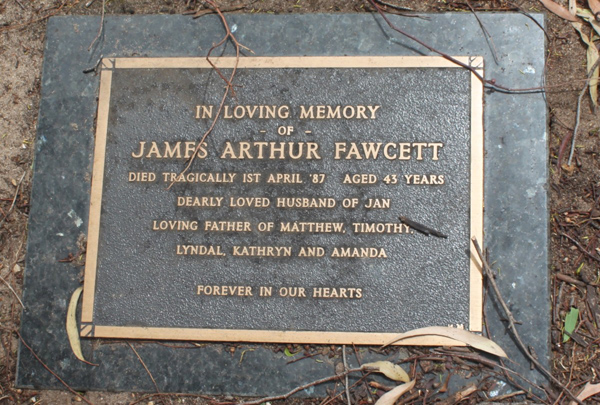 IN LOVING MEMORY
- OF -
JAMES ARTHUR FAWCETT
DIED TRAGICALLY 1ST APRIL '87 AGED 43 YEARS
DEARLY LOVED HUSBAND OF JAN
LOVING FATHER OF MATTHEW, TIMOTHY,
LYNDAL, KATHRYN AND AMANDA
FOREVER IN OUR HEARTS